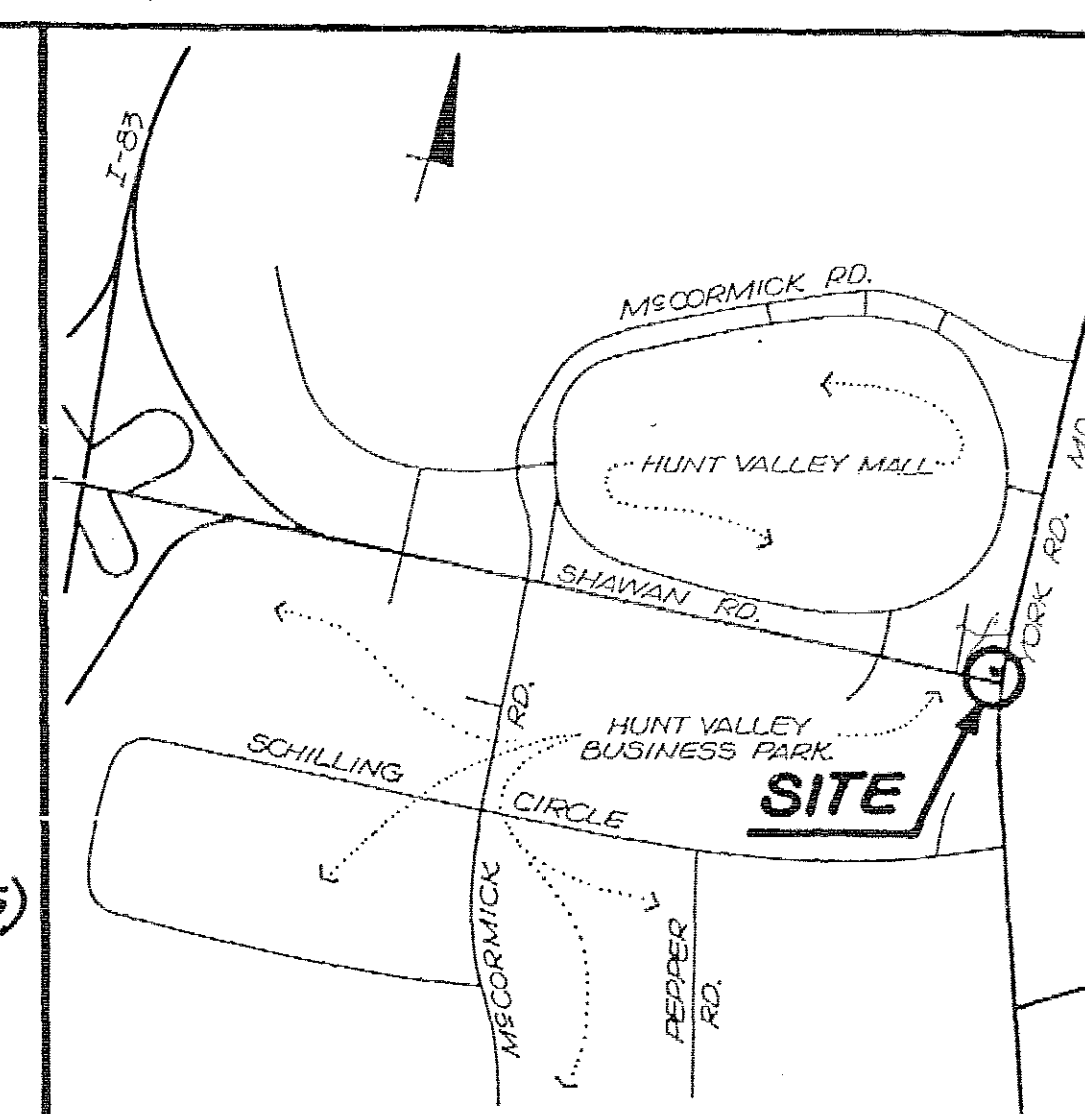 I-83
McCORMICK RD.
HUNT VALLEY MALL
SHAWAN RD.
YORK RD.
RD.
HUNT VALLEY
BUSINESS PARK
SCHILLING
CIRCLE
SITE
McCORMICK
PEPPER
RD.